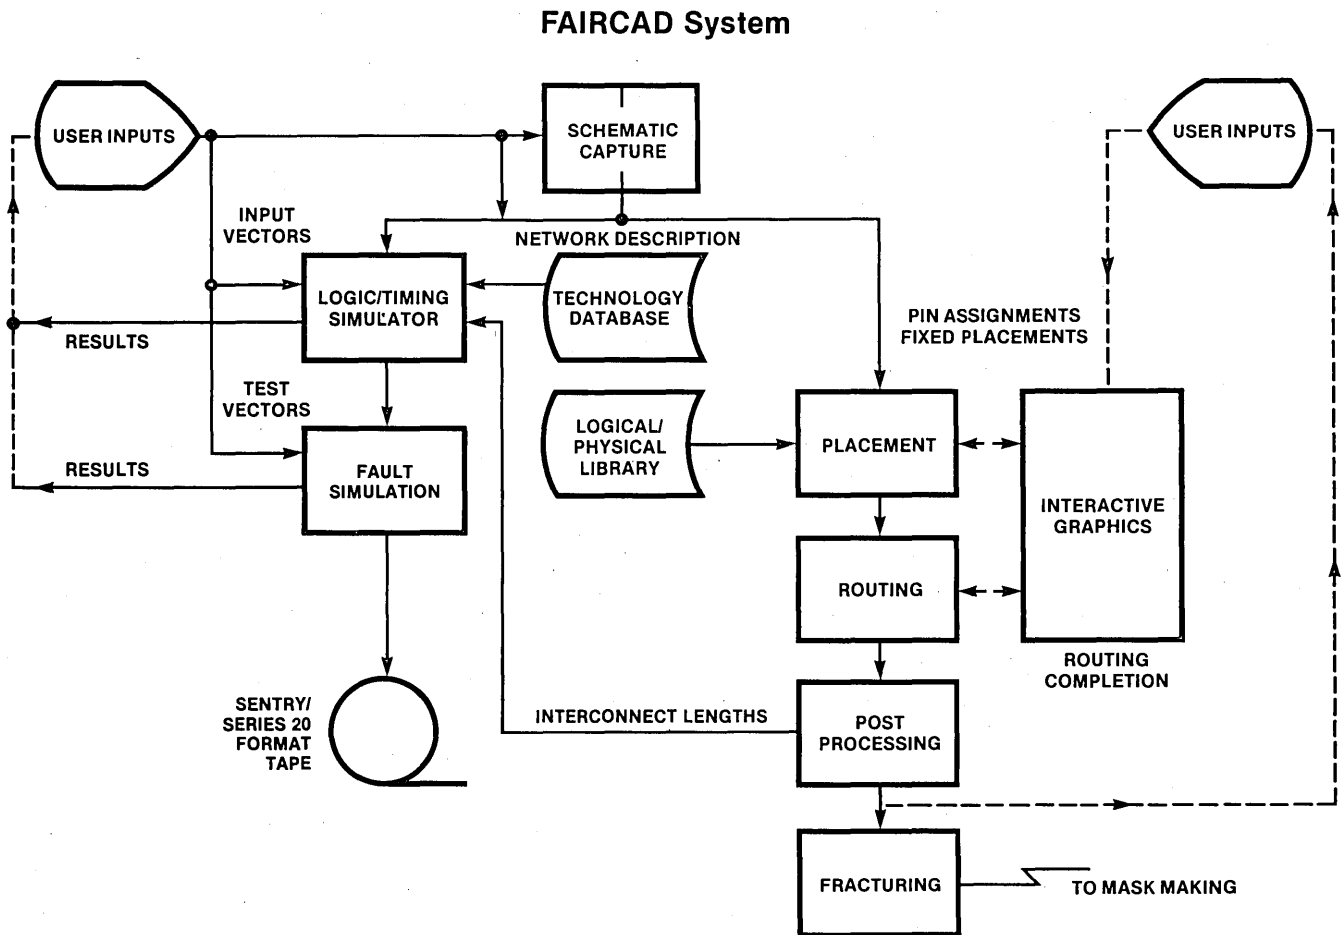 FAIRCAD System
USER INPUTS
SCHEMATIC
CAPTURE
USER INPUTS
INPUT
VECTORS
NETWORK DESCRIPTION
LOGIC/TIMING
SIMULATOR
TECHNOLOGY
DATABASE
PIN ASSIGNMENTS
FIXED PLACEMENTS
RESULTS
TEST
VECTORS
LOGICAL/
PHYSICAL
LIBRARY
PLACEMENT
RESULTS
FAULT
SIMULATION
INTERACTIVE
GRAPHICS
ROUTING
ROUTING
COMPLETION
SENTRY/
SERIES 20
FORMAT
TAPE
INTERCONNECT LENGTHS
POST
PROCESSING
FRACTURING
TO MASK MAKING